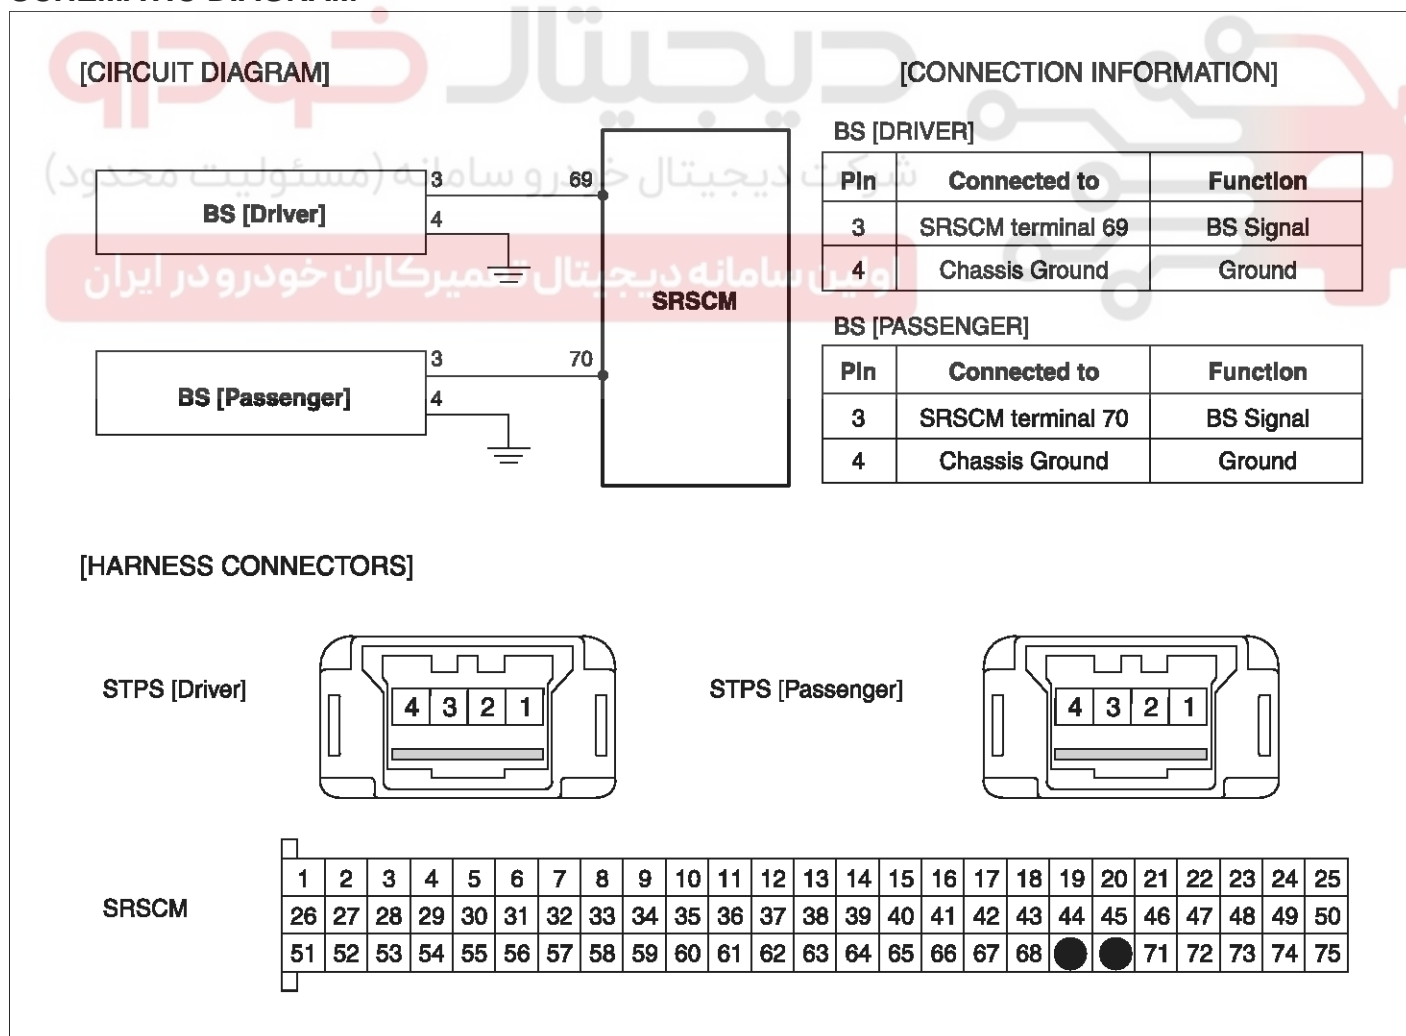 [CIRCUIT DIAGRAM]
[CONNECTION INFORMATION]
دیجیتال خودرو
شرکت دیجیتال خودرو سامانه (مسئولیت محدود)
اولین سامانه دیجیتال تعمیرکاران خودرو در ایران
BS [Driver]
3
69
4
BS [Passenger]
3
70
4
SRSCM
BS [DRIVER]
Pin Connected to Function
3 SRSCM terminal 69 BS Signal
4 Chassis Ground Ground
BS [PASSENGER]
Pin Connected to Function
3 SRSCM terminal 70 BS Signal
4 Chassis Ground Ground
[HARNESS CONNECTORS]
STPS [Driver]
4 3 2 1
STPS [Passenger]
4 3 2 1
SRSCM
1 2 3 4 5 6 7 8 9 10 11 12 13 14 15 16 17 18 19 20 21 22 23 24 25
26 27 28 29 30 31 32 33 34 35 36 37 38 39 40 41 42 43 44 45 46 47 48 49 50
51 52 53 54 55 56 57 58 59 60 61 62 63 64 65 66 67 68 71 72 73 74 75